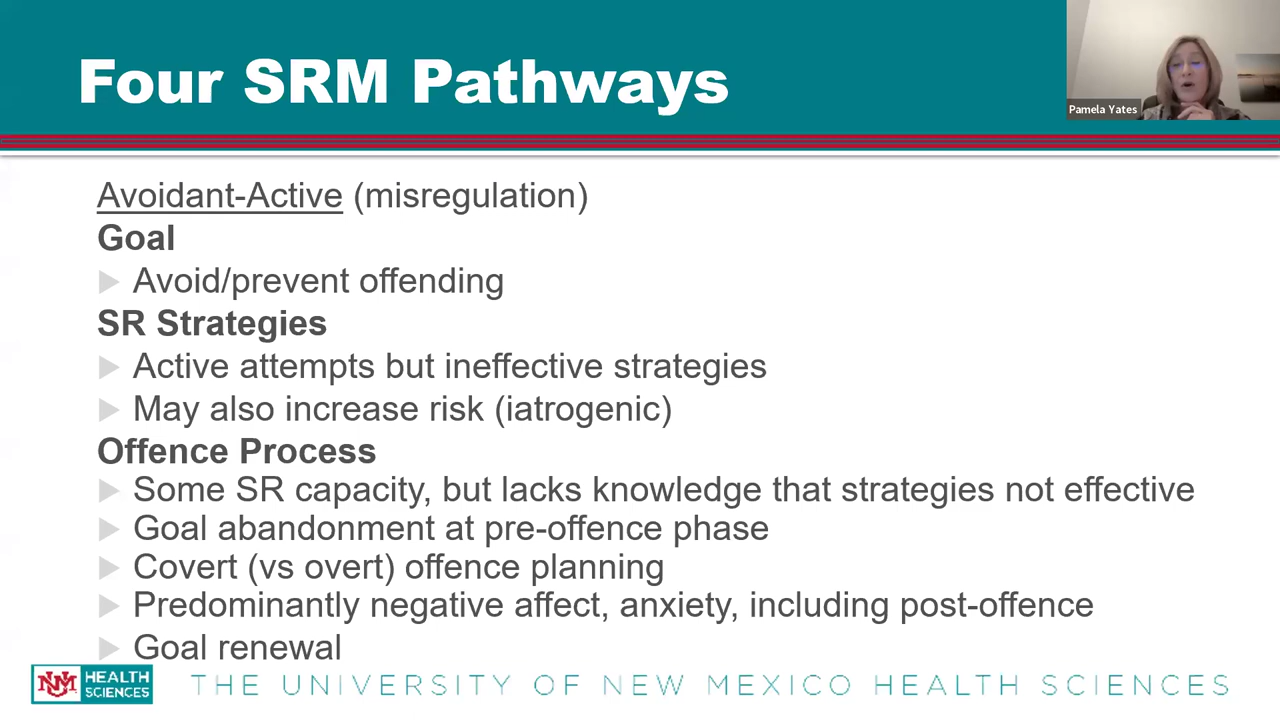 Four SRM Pathways
Pamela Yates
Avoidant-Active (misregulation)
Goal
Avoid/prevent offending
SR Strategies
Active attempts but ineffective strategies
May also increase risk (iatrogenic)
Offence Process
Some SR capacity, but lacks knowledge that strategies not effective
Goal abandonment at pre-offence phase
Covert (vs overt) offence planning
Predominantly negative affect, anxiety, including post-offence
Goal renewal
UNM HEALTH
SCIENCES
THE UNIVERSITY OF NEW MEXICO HEALTH SCIENCES